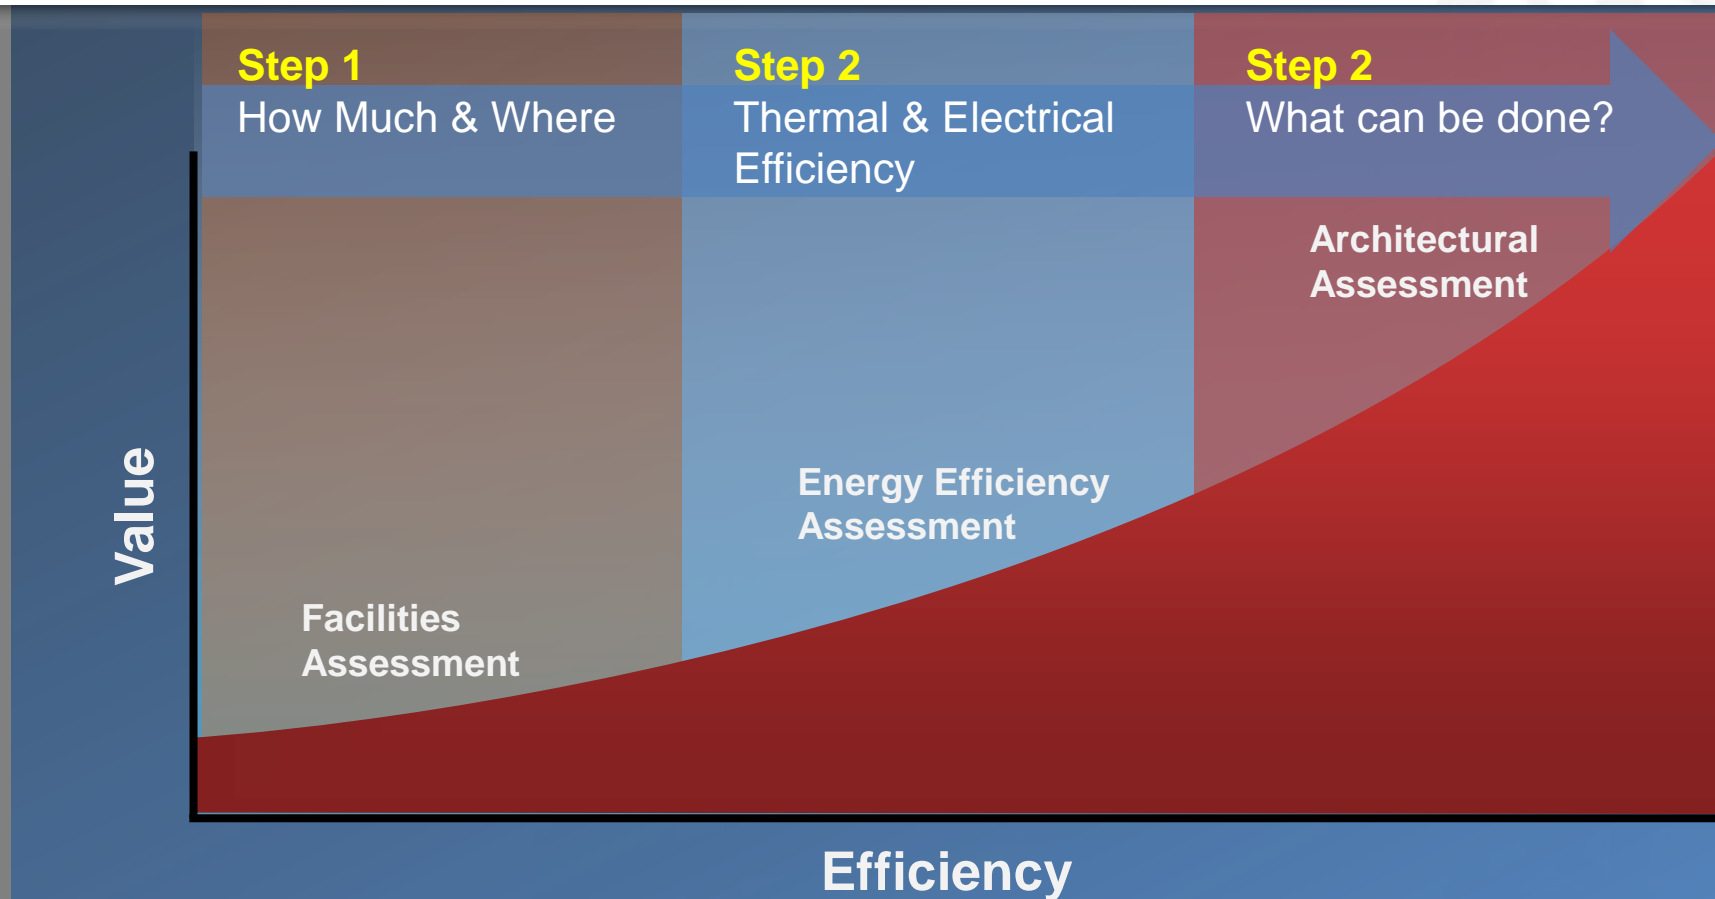 Step 1
How Much & Where
Step 2
Thermal & Electrical
Efficiency
Step 2
What can be done?
Architectural
Assessment
Energy Efficiency
Assessment
Facilities
Assessment
Value
Efficiency